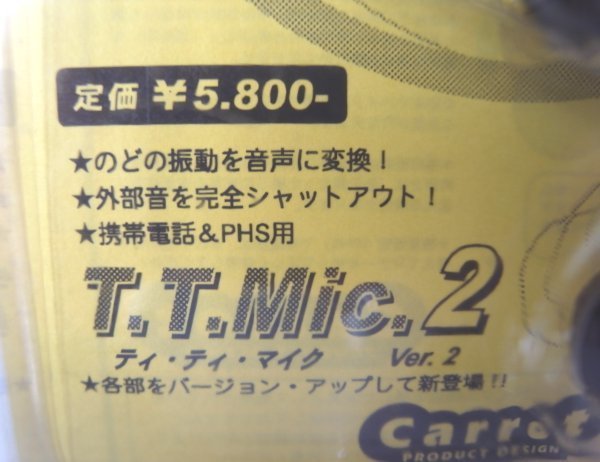 定価 ¥5.800-
★のどの振動を音声に変換！
★外部音を完全シャットアウト！
★携帯電話＆PHS用
T.T.Mic.2
ティ・ティ・マイク Ver. 2
★各部をバージョン・アップして新登場!!
Carrot
PRODUCT DESIGN